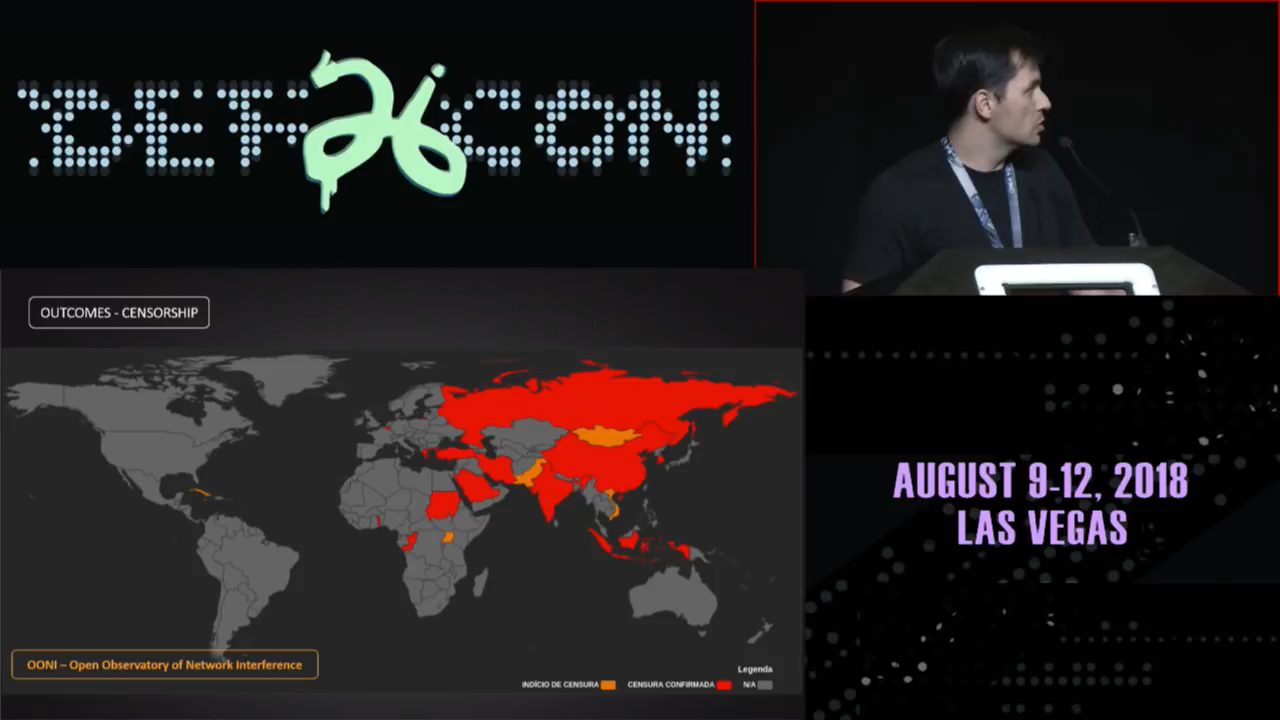 DEF 26 CON
OUTCOMES - CENSORSHIP
AUGUST 9-12, 2018
LAS VEGAS
OONI – Open Observatory of Network Interference
Legenda
INDÍCIO DE CENSURA
CENSURA CONFIRMADA
N/A